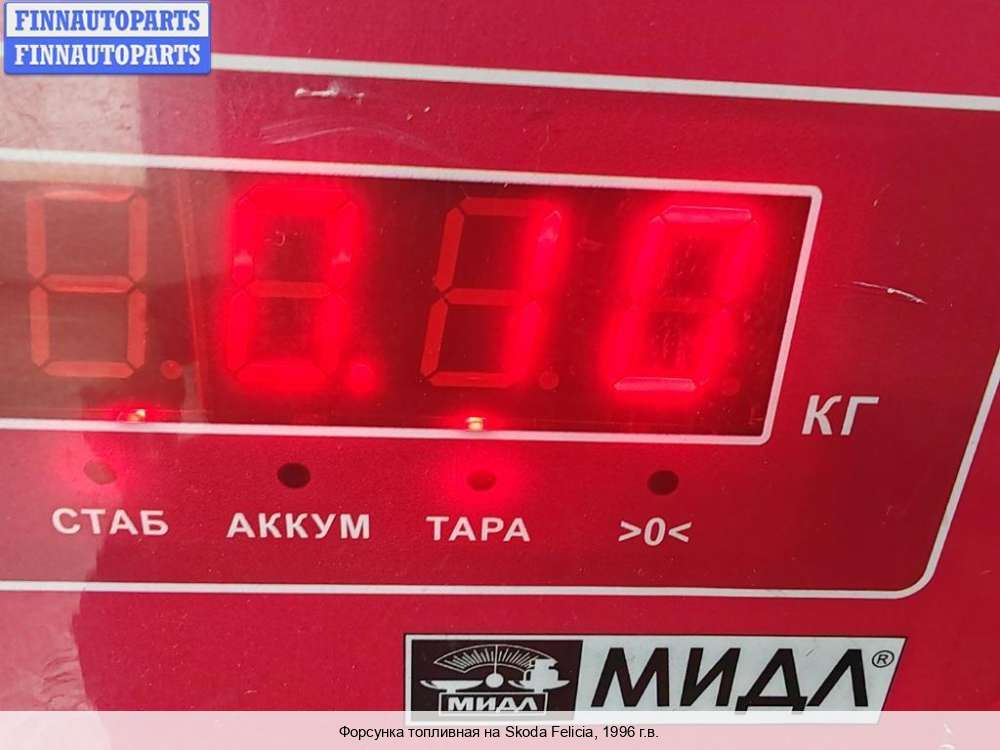 FINNAUTOPARTS
FINNAUTOPARTS
0.10
КГ
СТАБ АККУМ ТАРА >0<
МИДЛ МИДЛ®
Форсунка топливная на Skoda Felicia, 1996 г.в.